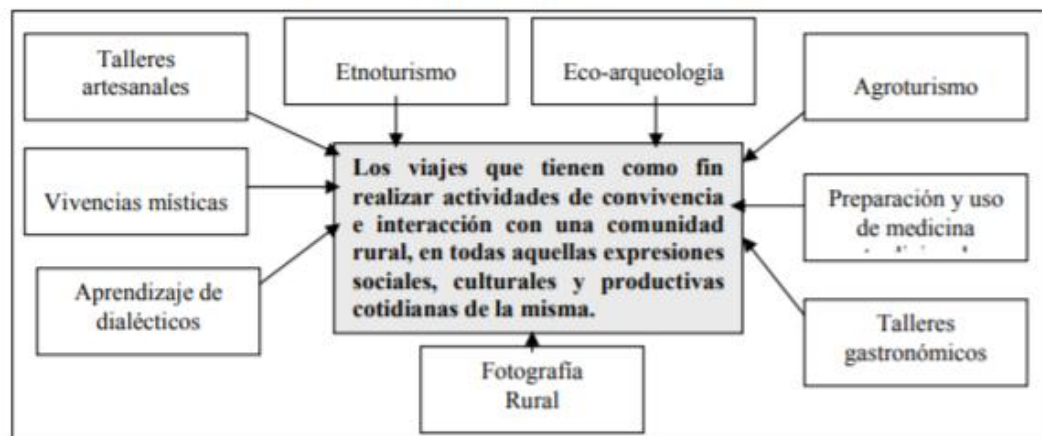 Talleres
artesanales
Etnoturismo
Eco-arqueología
Agroturismo
Vivencias místicas
Los viajes que tienen como fin
realizar actividades de convivencia
e interacción con una comunidad
rural, en todas aquellas expresiones
sociales, culturales y productivas
cotidianas de la misma.
Preparación y uso
de medicina
Aprendizaje de
dialécticos
Talleres
gastronómicos
Fotografía
Rural